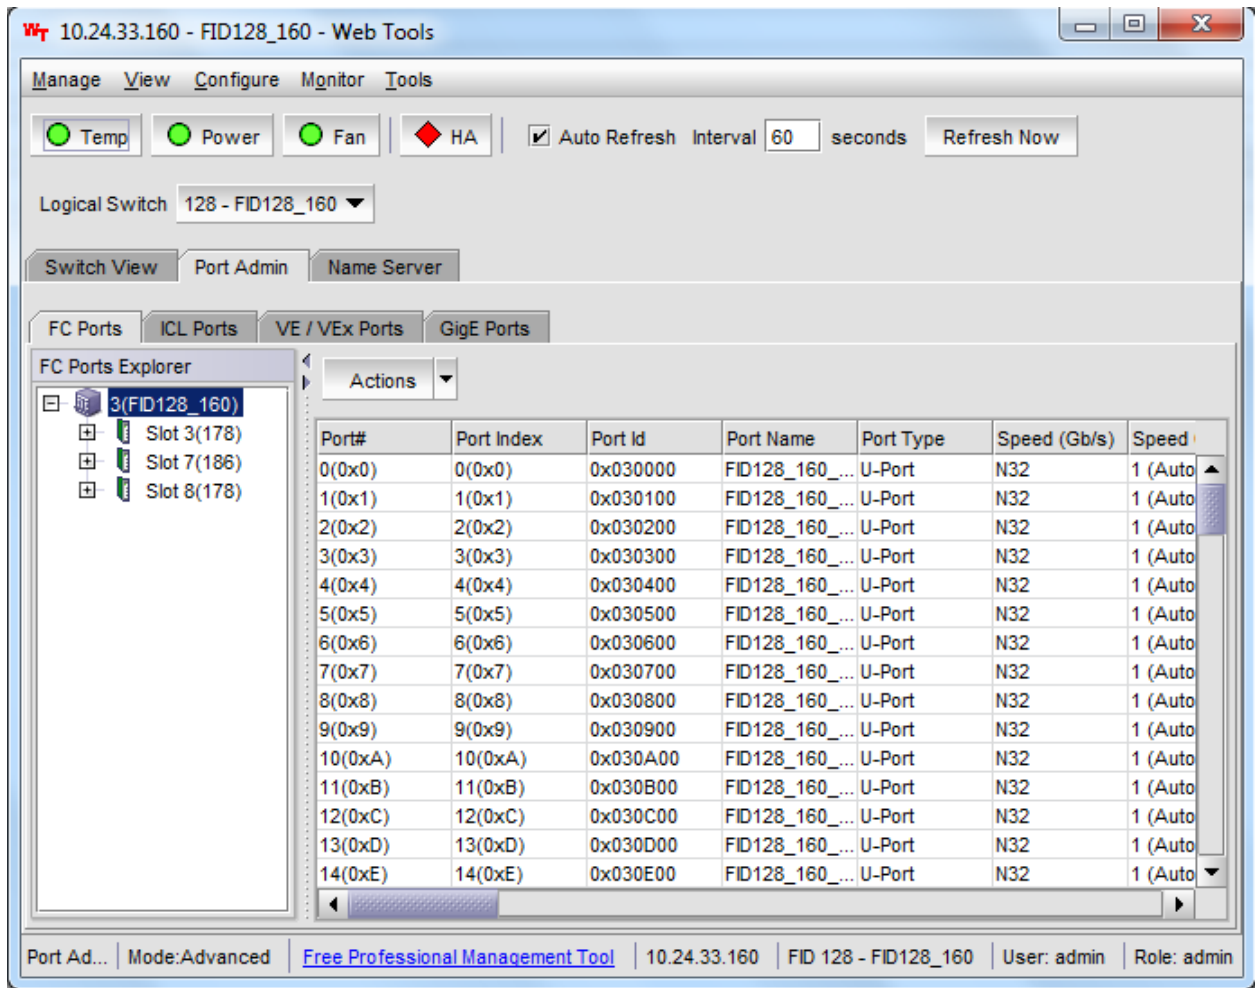 WT 10.24.33.160 - FID128_160 - Web Tools
Manage View Configure Monitor Tools
Temp Power Fan HA Auto Refresh Interval 60 seconds Refresh Now
Logical Switch 128 - FID128_160
Switch View Port Admin Name Server
FC Ports ICL Ports VE / VEx Ports GigE Ports
FC Ports Explorer
3(FID128_160)
Slot 3(178)
Slot 7(186)
Slot 8(178)
Actions
Port# Port Index Port Id Port Name Port Type Speed (Gb/s) Speed
0(0x0) 0(0x0) 0x030000 FID128_160_... U-Port N32 1 (Auto
1(0x1) 1(0x1) 0x030100 FID128_160_... U-Port N32 1 (Auto
2(0x2) 2(0x2) 0x030200 FID128_160_... U-Port N32 1 (Auto
3(0x3) 3(0x3) 0x030300 FID128_160_... U-Port N32 1 (Auto
4(0x4) 4(0x4) 0x030400 FID128_160_... U-Port N32 1 (Auto
5(0x5) 5(0x5) 0x030500 FID128_160_... U-Port N32 1 (Auto
6(0x6) 6(0x6) 0x030600 FID128_160_... U-Port N32 1 (Auto
7(0x7) 7(0x7) 0x030700 FID128_160_... U-Port N32 1 (Auto
8(0x8) 8(0x8) 0x030800 FID128_160_... U-Port N32 1 (Auto
9(0x9) 9(0x9) 0x030900 FID128_160_... U-Port N32 1 (Auto
10(0xA) 10(0xA) 0x030A00 FID128_160_... U-Port N32 1 (Auto
11(0xB) 11(0xB) 0x030B00 FID128_160_... U-Port N32 1 (Auto
12(0xC) 12(0xC) 0x030C00 FID128_160_... U-Port N32 1 (Auto
13(0xD) 13(0xD) 0x030D00 FID128_160_... U-Port N32 1 (Auto
14(0xE) 14(0xE) 0x030E00 FID128_160_... U-Port N32 1 (Auto
Port Ad... Mode:Advanced Free Professional Management Tool 10.24.33.160 FID 128 - FID128_160 User: admin Role: admin